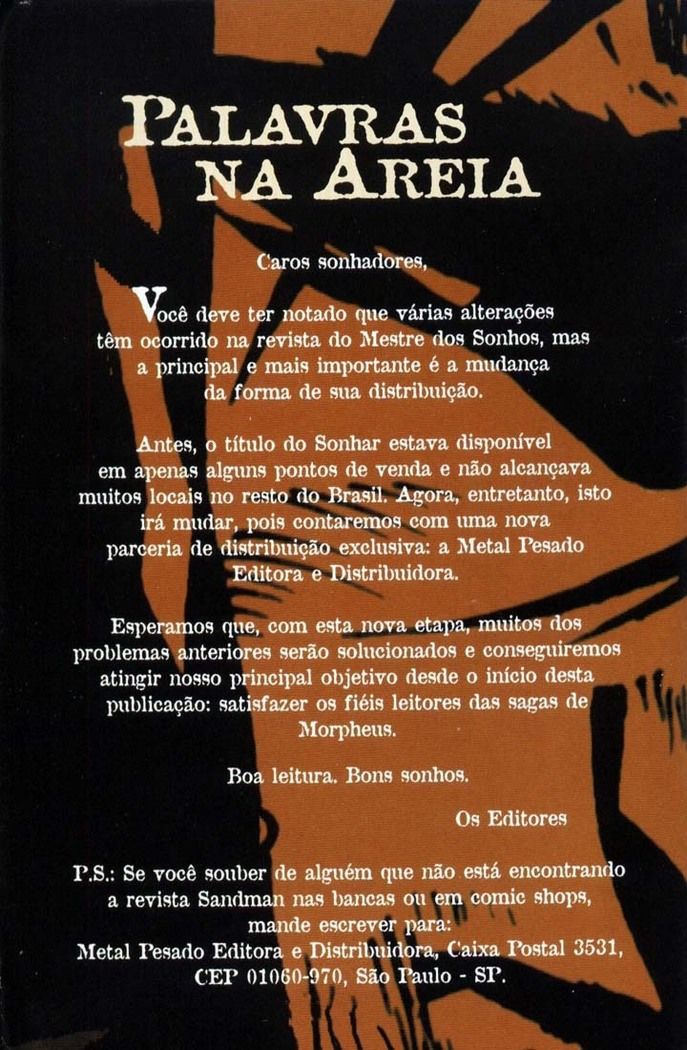 PALAVRAS
NA AREIA
Caros sonhadores,
Você deve ter notado que várias alterações
têm ocorrido na revista do Mestre dos Sonhos, mas
a principal e mais importante é a mudança
da forma de sua distribuição.
Antes, o título do Sonhar estava disponível
em apenas alguns pontos de venda e não alcançava
muitos locais no resto do Brasil. Agora, entretanto, isto
irá mudar, pois contaremos com uma nova
parceria de distribuição exclusiva: a Metal Pesado
Editora e Distribuidora.
Esperamos que, com esta nova etapa, muitos dos
problemas anteriores serão solucionados e conseguiremos
atingir nosso principal objetivo desde o início desta
publicação: satisfazer os fiéis leitores das sagas de
Morpheus.
Boa leitura. Bons sonhos.
Os Editores
P.S.: Se você souber de alguém que não está encontrando
a revista Sandman nas bancas ou em comic shops,
mande escrever para:
Metal Pesado Editora e Distribuidora, Caixa Postal 3531,
CEP 01060-970, São Paulo - SP.